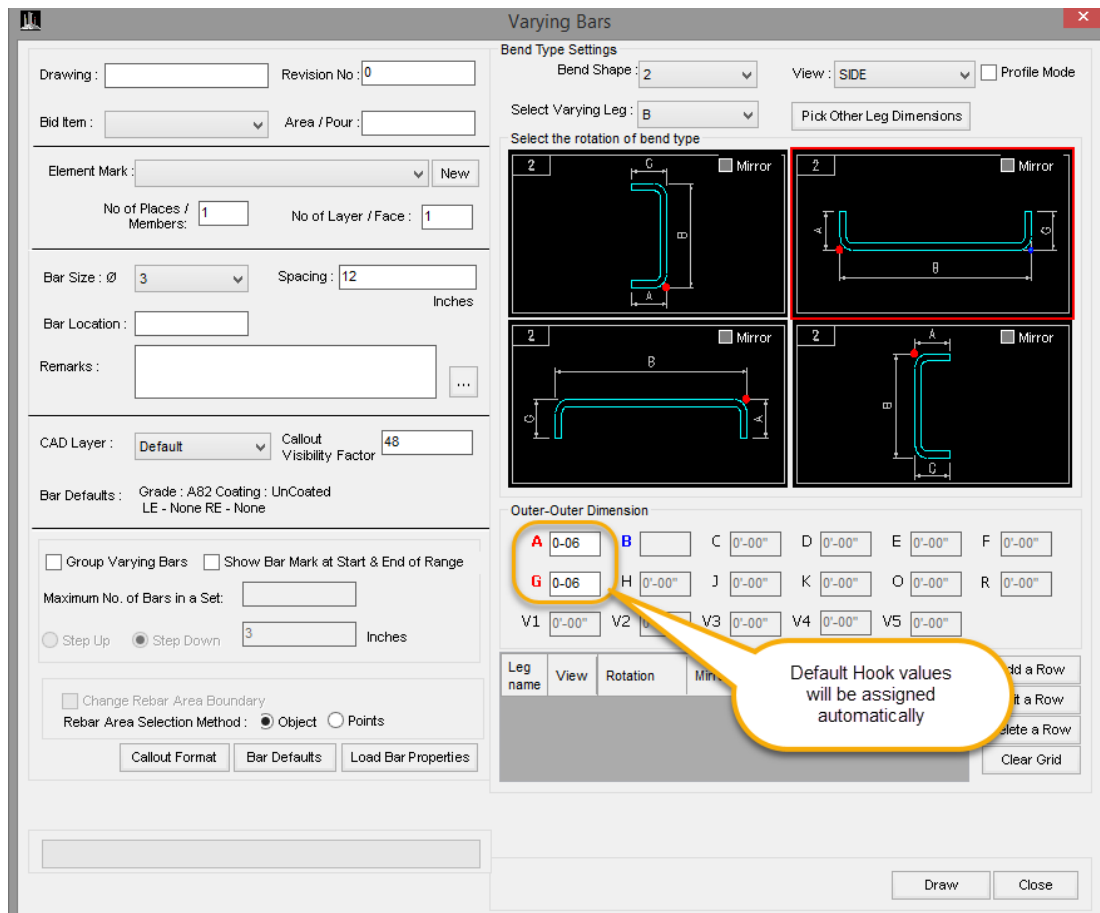 Varying Bars
Drawing :
Revision No : 0
Bid Item :
Area / Pour :
Element Mark :
New
No of Places /
Members: 1
No of Layer / Face : 1
Bar Size : Ø 3
Spacing : 12
Inches
Bar Location :
Remarks :
...
CAD Layer : Default
Callout
Visibility Factor 48
Bar Defaults : Grade : A82 Coating : UnCoated
LE - None RE - None
Group Varying Bars
Show Bar Mark at Start & End of Range
Maximum No. of Bars in a Set:
Step Up
Step Down
3
Inches
Change Rebar Area Boundary
Rebar Area Selection Method : Object Points
Callout Format
Bar Defaults
Load Bar Properties
Bend Type Settings
Bend Shape : 2
View : SIDE
Profile Mode
Select Varying Leg : B
Pick Other Leg Dimensions
Select the rotation of bend type
2
Mirror
G
B
A
2
Mirror
A
G
B
2
Mirror
B
G
A
2
Mirror
A
B
G
Outer-Outer Dimension
A 0-06 B C 0'-00" D 0'-00" E 0'-00" F 0'-00"
G 0-06 H 0'-00" J 0'-00" K 0'-00" O 0'-00" R 0'-00"
V1 0'-00" V2 V3 0'-00" V4 0'-00" V5 0'-00"
Leg
name
View
Rotation
Default Hook values
will be assigned
automatically
a Row
a Row
a Row
Clear Grid
Draw
Close